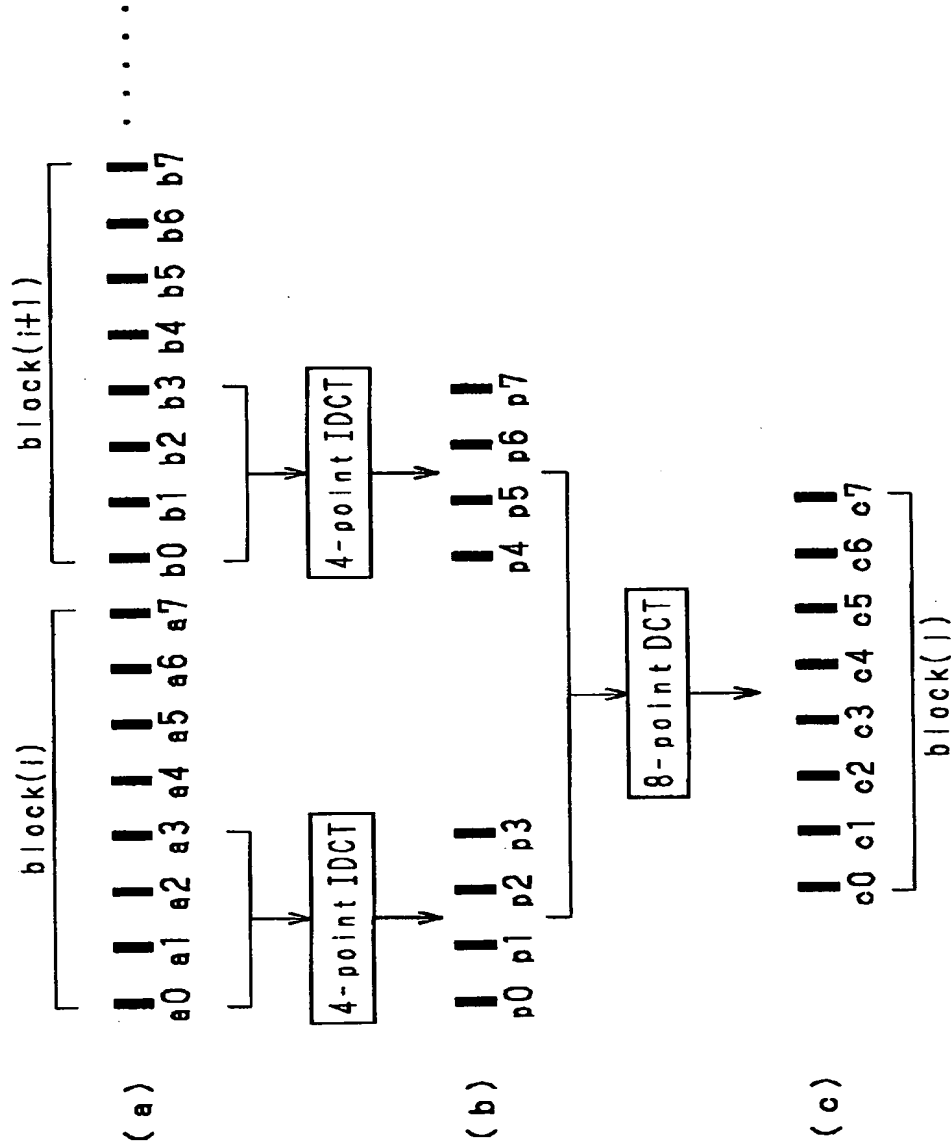 block(i) block(i+1)
(a) a0 a1 a2 a3 a4 a5 a6 a7 b0 b1 b2 b3 b4 b5 b6 b7 . . . . .
4-point IDCT 4-point IDCT
(b) p0 p1 p2 p3 p4 p5 p6 p7
8-point DCT
(c) c0 c1 c2 c3 c4 c5 c6 c7
block(j)